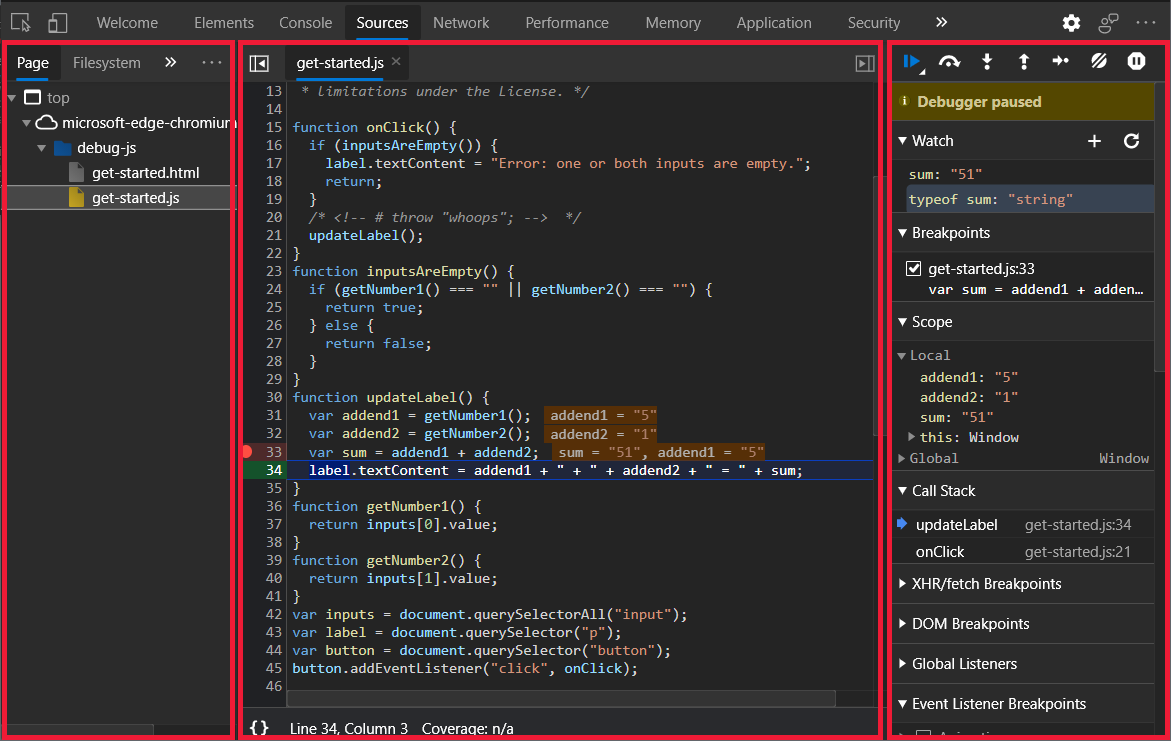 Welcome Elements Console Sources Network Performance Memory Application Security »
Page Filesystem »
top
microsoft-edge-chromium
debug-js
get-started.html
get-started.js
get-started.js ×
13 * limitations under the License. */
14
15 function onClick() {
16 if (inputsAreEmpty()) {
17 label.textContent = "Error: one or both inputs are empty.";
18 return;
19 }
20 /* <!-- # throw "whoops"; --> */
21 updateLabel();
22 }
23 function inputsAreEmpty() {
24 if (getNumber1() === "" || getNumber2() === "") {
25 return true;
26 } else {
27 return false;
28 }
29 }
30 function updateLabel() {
31 var addend1 = getNumber1(); addend1 = "5"
32 var addend2 = getNumber2(); addend2 = "1"
33 var sum = addend1 + addend2; sum = "51", addend1 = "5"
34 label.textContent = addend1 + " + " + addend2 + " = " + sum;
35 }
36 function getNumber1() {
37 return inputs[0].value;
38 }
39 function getNumber2() {
40 return inputs[1].value;
41 }
42 var inputs = document.querySelectorAll("input");
43 var label = document.querySelector("p");
44 var button = document.querySelector("button");
45 button.addEventListener("click", onClick);
46
{} Line 34, Column 3 Coverage: n/a
Debugger paused
Watch
sum: "51"
typeof sum: "string"
Breakpoints
get-started.js:33
var sum = addend1 + adden…
Scope
Local
addend1: "5"
addend2: "1"
sum: "51"
this: Window
Global Window
Call Stack
updateLabel get-started.js:34
onClick get-started.js:21
XHR/fetch Breakpoints
DOM Breakpoints
Global Listeners
Event Listener Breakpoints